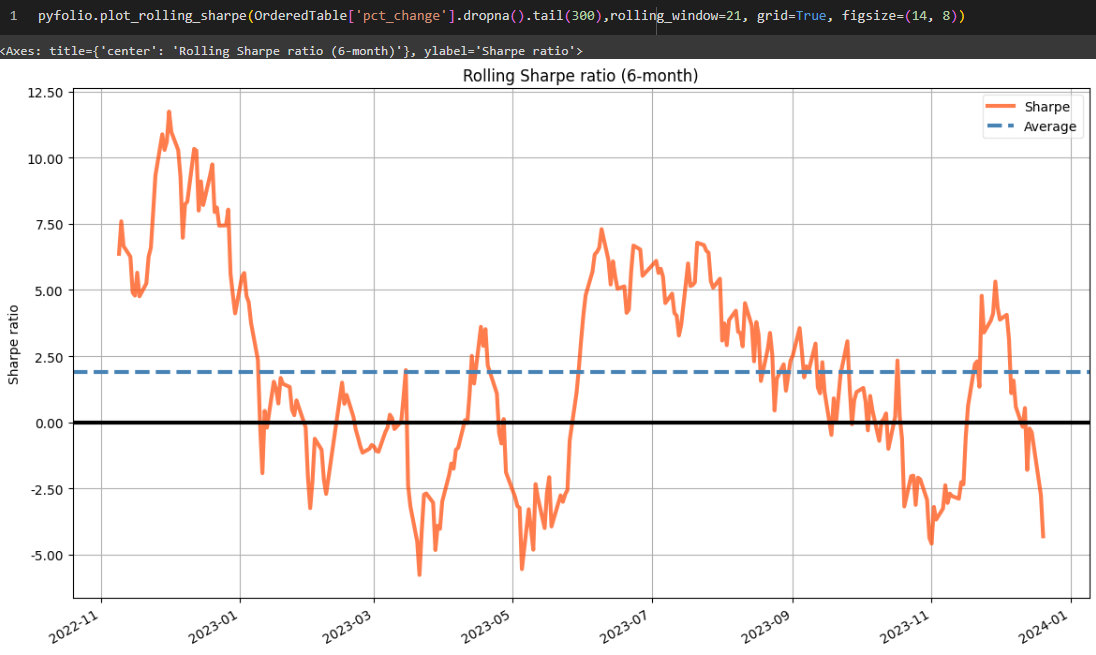 1 pyfolio.plot_rolling_sharpe(OrderedTable['pct_change'].dropna().tail(300),rolling_window=21, grid=True, figsize=(14, 8))
<Axes: title={'center': 'Rolling Sharpe ratio (6-month)'}, ylabel='Sharpe ratio'>
Rolling Sharpe ratio (6-month)
12.50
10.00
7.50
5.00
2.50
0.00
-2.50
-5.00
Sharpe ratio
Sharpe
Average
2022-11
2023-01
2023-03
2023-05
2023-07
2023-09
2023-11
2024-01